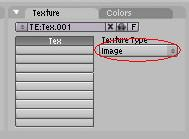 Texture Colors
TE:Tex.001 X F
Tex Texture Type
Image